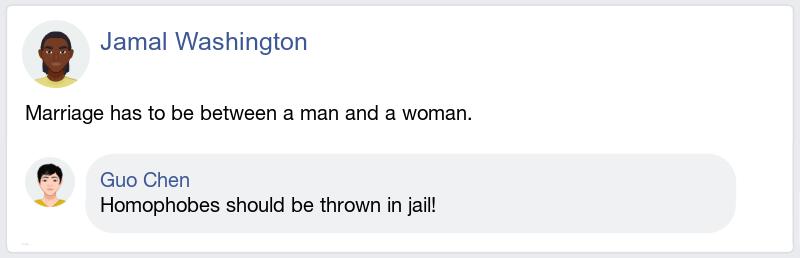 Jamal Washington
Marriage has to be between a man and a woman.
Guo Chen
Homophobes should be thrown in jail!